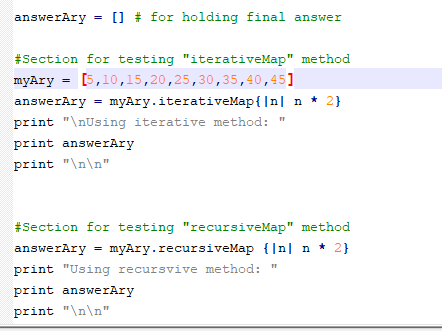 answerAry = [] # for holding final answer
#Section for testing "iterativeMap" method
myAry = [5,10,15,20,25,30,35,40,45]
answerAry = myAry.iterativeMap{|n| n * 2}
print "\nUsing iterative method: "
print answerAry
print "\n\n"
#Section for testing "recursiveMap" method
answerAry = myAry.recursiveMap {|n| n * 2}
print "Using recursvive method: "
print answerAry
print "\n\n"